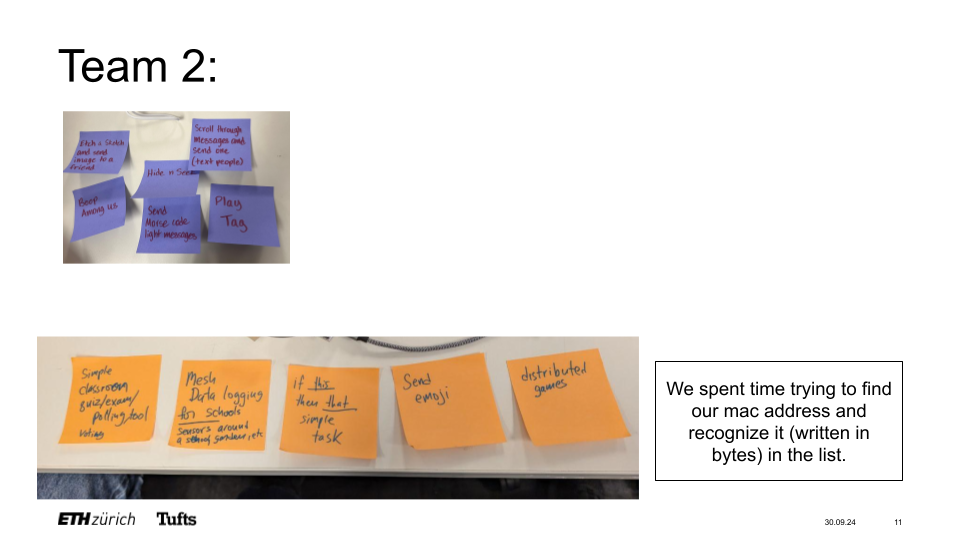 Team 2:
Etch a Sketch
and send
image to a
friend
Scroll through
messages and
send one
(text people)
Hide n Seek
Beep
Among us
Send
Morse code
light messages
Play
Tag
Simple
classroom
quiz/exam/
polling/tool
voting
Mesh
Data logging
for schools
sensors around
a
if this
then that
simple
task
Send
emoji
distributed
games
We spent time trying to find
our mac address and
recognize it (written in
bytes) in the list.
ETH zürich Tufts
30.09.24 11